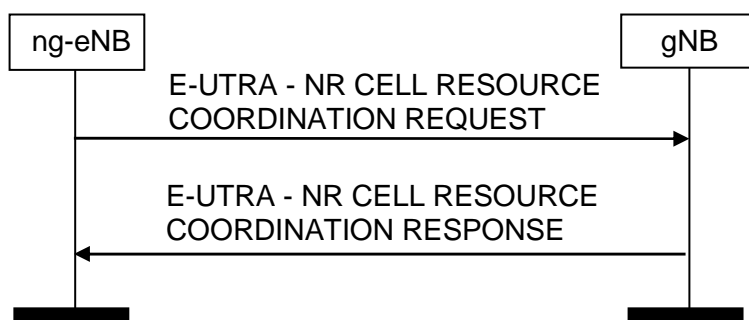 ng-eNB
gNB
E-UTRA - NR CELL RESOURCE
COORDINATION REQUEST
E-UTRA - NR CELL RESOURCE
COORDINATION RESPONSE